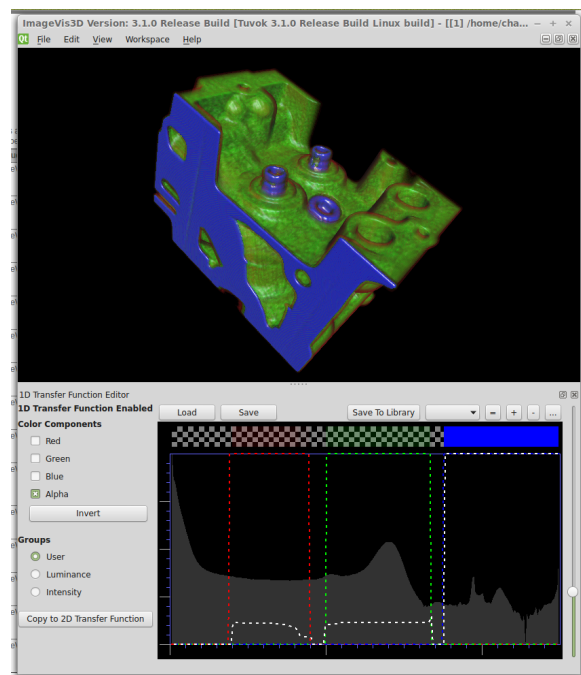 ImageVis3D Version: 3.1.0 Release Build [Tuvok 3.1.0 Release Build Linux build] - [[1] /home/cha...
Qt File Edit View Workspace Help
1D Transfer Function Editor
1D Transfer Function Enabled
Load Save Save To Library = + - ...
Color Components
Red
Green
Blue
Alpha
Invert
Groups
User
Luminance
Intensity
Copy to 2D Transfer Function